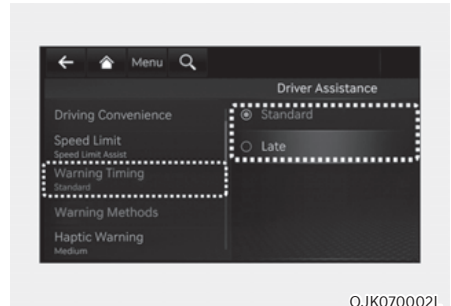 Menu
Driver Assistance
Driving Convenience
Speed Limit
Speed Limit Assist
Warning Timing
Standard
Warning Methods
Haptic Warning
Medium
Standard
Late
OJK070002L